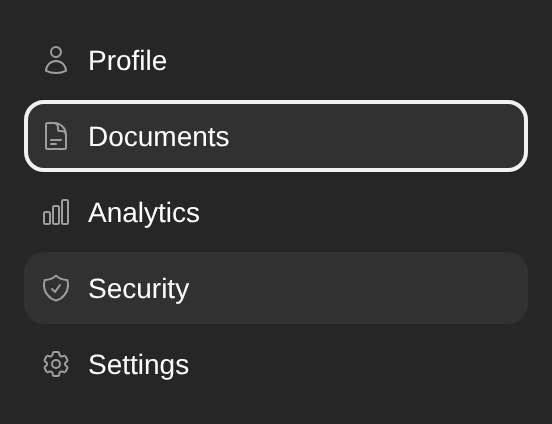 Profile
Documents
Analytics
Security
Settings